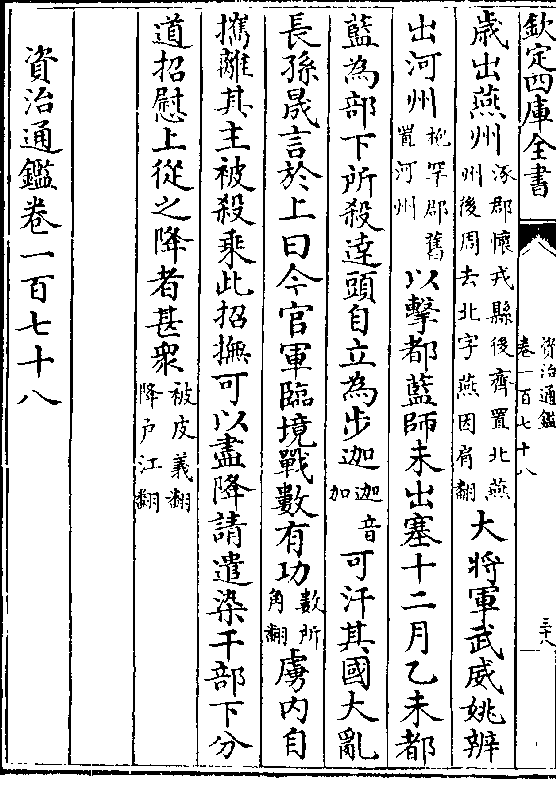 欽定四庫全書
資治通鑑
卷一百七十八
三十八
歳出燕州涿郡懷戎縣後齊置北燕州後周去北字燕因肩翻大將軍武威姚辨
出河州枹罕郡舊置河州以擊都藍師未出塞十二月乙未都
藍為部下所殺達頭自立為步迦迦音加可汗其國大亂
長孫晟言於上曰今官軍臨境戰數有功數所角翻虜内自
攜離其主被殺乘此招撫可以盡降請遣染干部下分
道招慰上從之降者甚衆被皮義翻降戶江翻
資治通鑑卷一百七十八